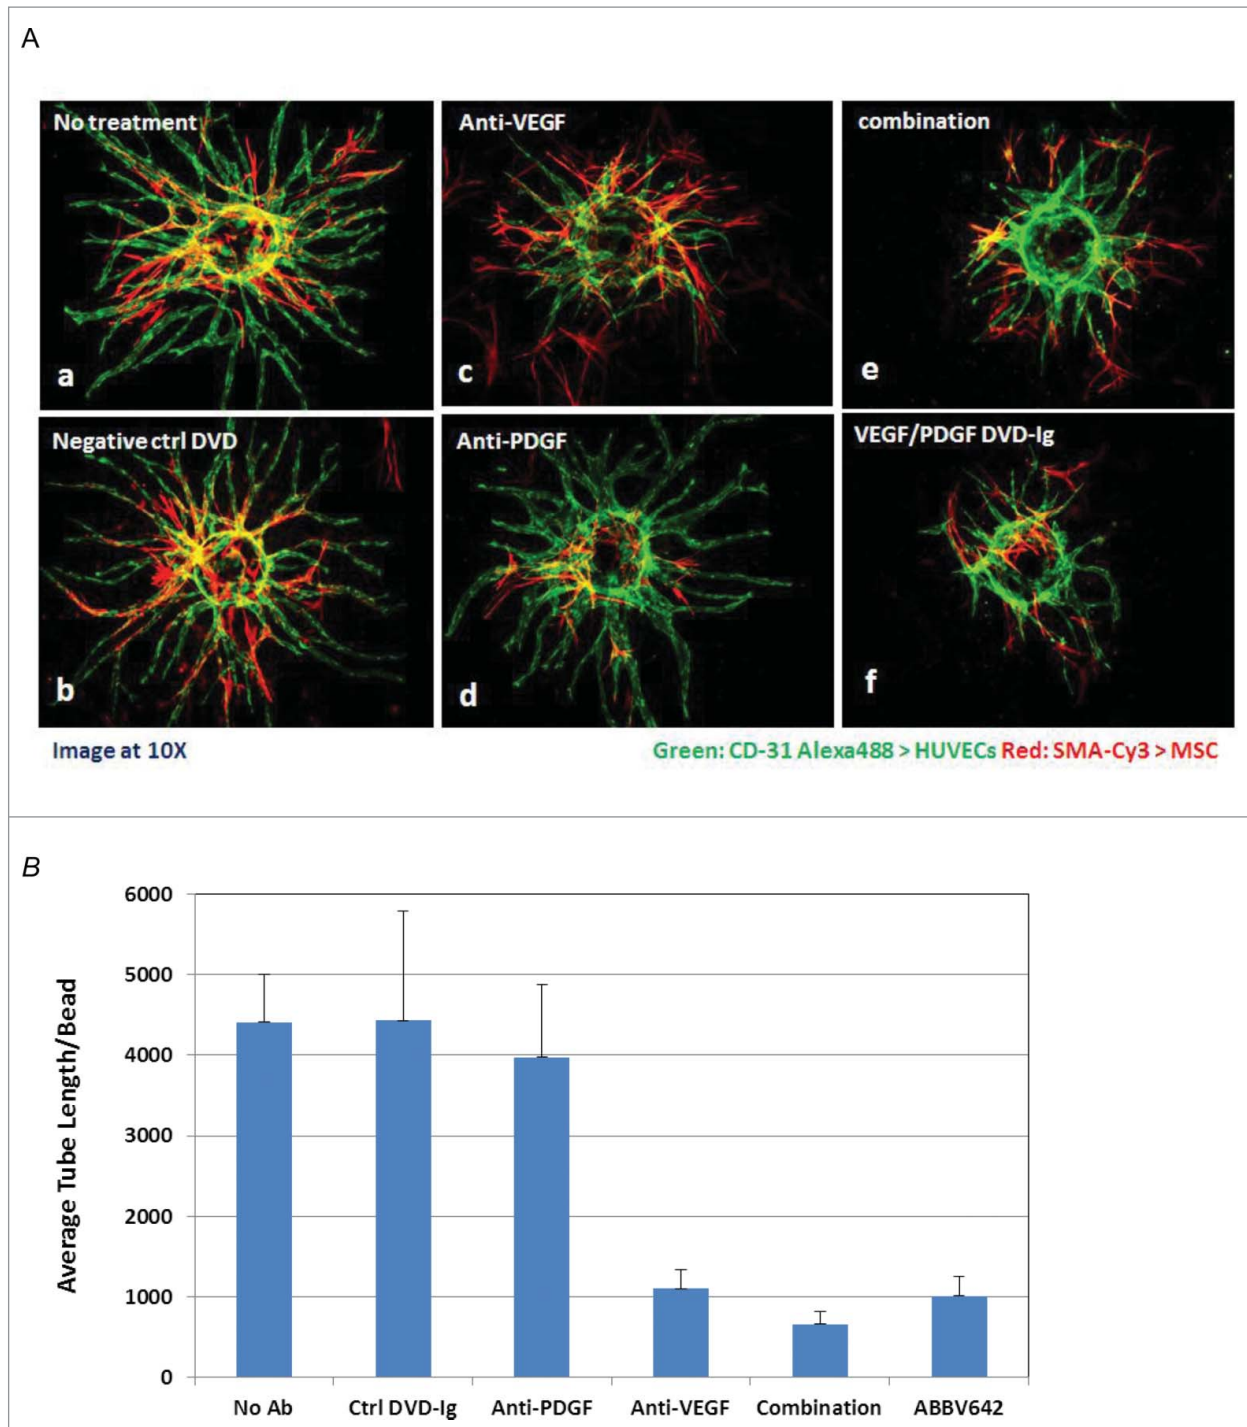 A
No treatment
Anti-VEGF
combination
a
c
e
Negative ctrl DVD
Anti-PDGF
VEGF/PDGF DVD-Ig
b
d
f
Image at 10X
Green: CD-31 Alexa488 > HUVECs Red: SMA-Cy3 > MSC
B
Average Tube Length/Bead
6000
5000
4000
3000
2000
1000
0
No Ab
Ctrl DVD-Ig
Anti-PDGF
Anti-VEGF
Combination
ABBV642